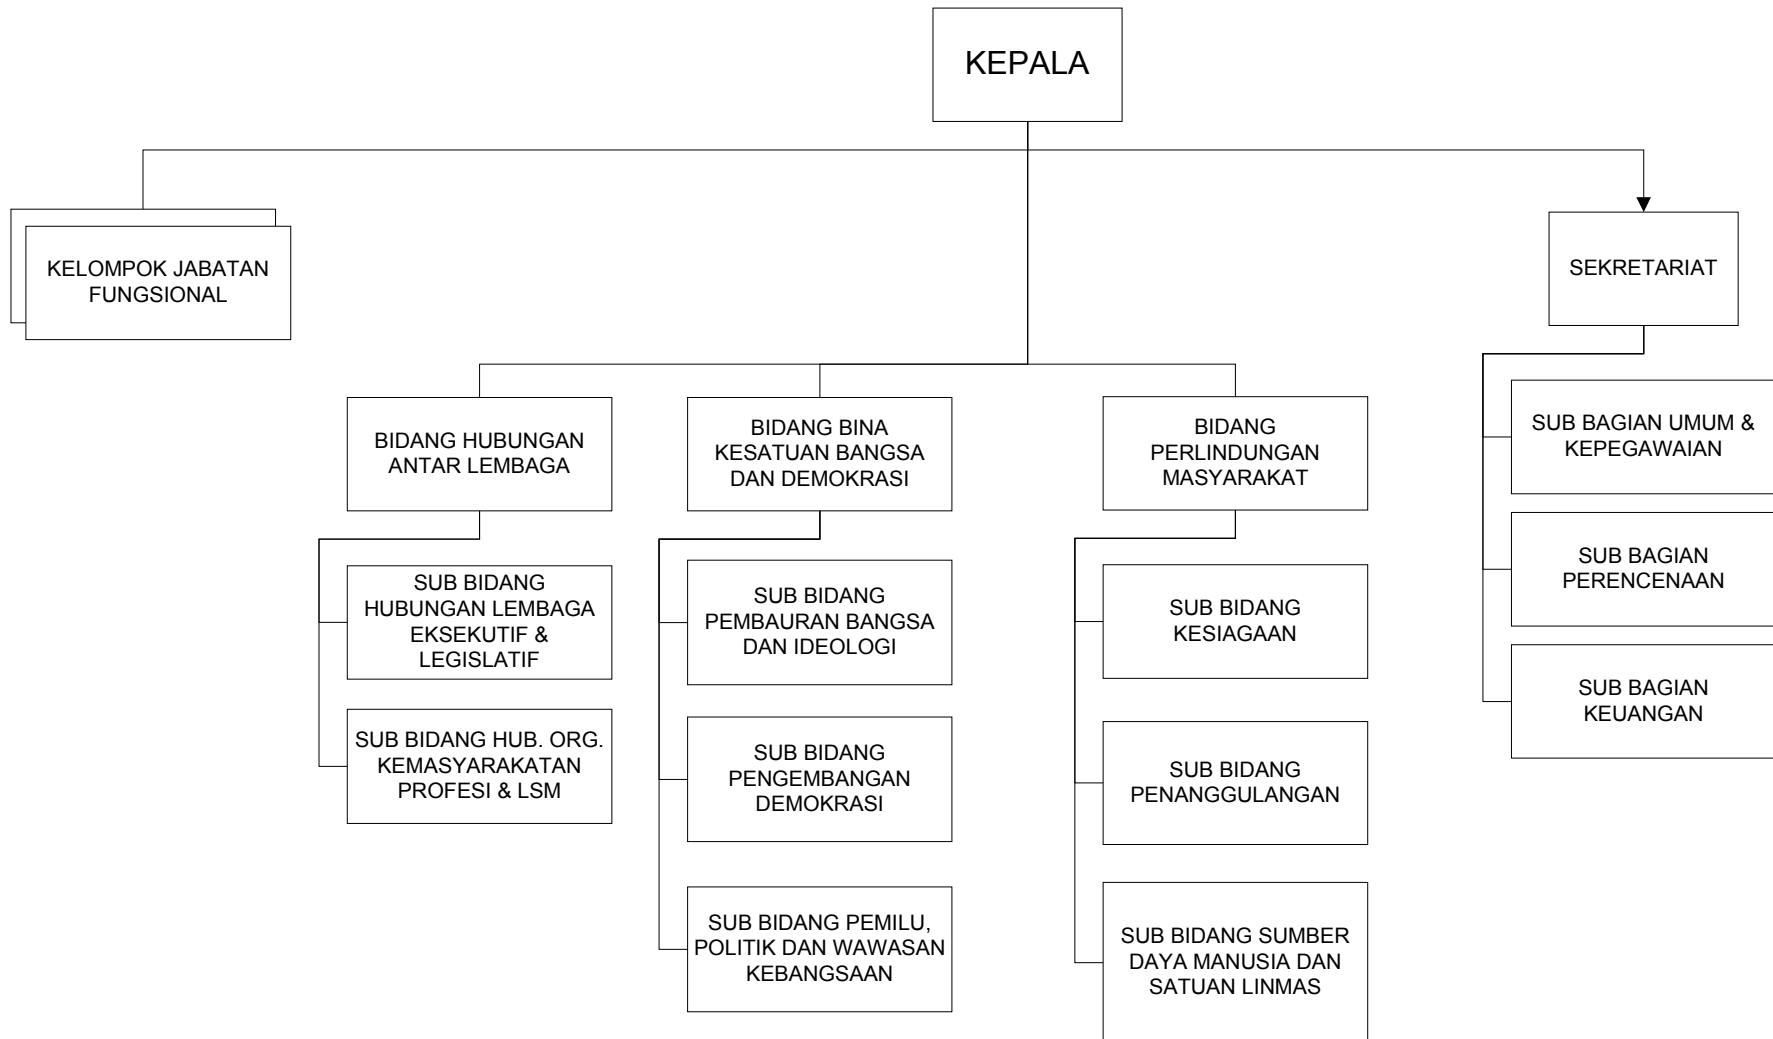 KEPALA
KELOMPOK JABATAN
FUNGSIONAL
SEKRETARIAT
BIDANG HUBUNGAN
ANTAR LEMBAGA
SUB BIDANG
HUBUNGAN LEMBAGA
EKSEKUTIF &
LEGISLATIF
SUB BIDANG HUB. ORG.
KEMASYARAKATAN
PROFESI & LSM
BIDANG BINA
KESATUAN BANGSA
DAN DEMOKRASI
SUB BIDANG
PEMBAURAN BANGSA
DAN IDEOLOGI
SUB BIDANG
PENGEMBANGAN
DEMOKRASI
SUB BIDANG PEMILU,
POLITIK DAN WAWASAN
KEBANGSAAN
BIDANG
PERLINDUNGAN
MASYARAKAT
SUB BIDANG
KESIAGAAN
SUB BIDANG
PENANGGULANGAN
SUB BIDANG SUMBER
DAYA MANUSIA DAN
SATUAN LINMAS
SUB BAGIAN UMUM &
KEPEGAWAIAN
SUB BAGIAN
PERENCENAAN
SUB BAGIAN
KEUANGAN